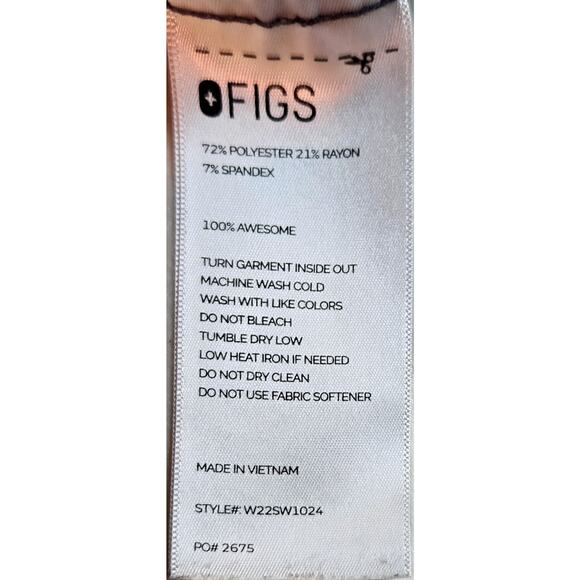 FIGS
72% POLYESTER 21% RAYON
7% SPANDEX
100% AWESOME
TURN GARMENT INSIDE OUT
MACHINE WASH COLD
WASH WITH LIKE COLORS
DO NOT BLEACH
TUMBLE DRY LOW
LOW HEAT IRON IF NEEDED
DO NOT DRY CLEAN
DO NOT USE FABRIC SOFTENER
MADE IN VIETNAM
STYLE#: W22SW1024
PO# 2675